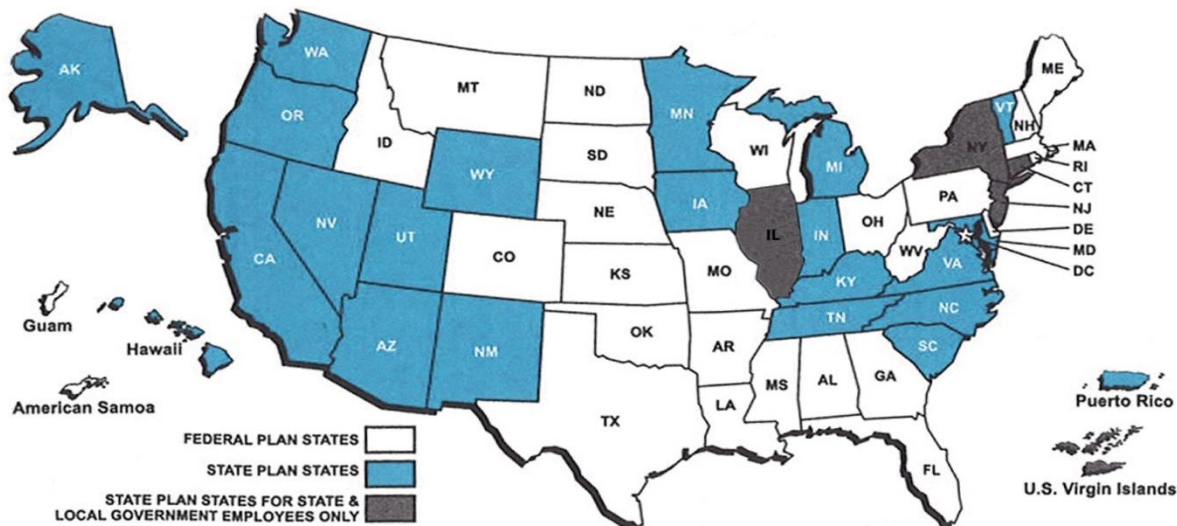 AK
WA
MT
ND
MN
ME
VT
NH
OR
ID
SD
WI
NY
MA
RI
CT
WY
MI
PA
NJ
NV
NE
IA
OH
DE
UT
IL
IN
WV
MD
CA
CO
KS
MO
KY
VA
DC
Guam
OK
TN
NC
Hawaii
AZ
NM
AR
SC
American Samoa
MS
AL
GA
TX
LA
Puerto Rico
FL
U.S. Virgin Islands
FEDERAL PLAN STATES
STATE PLAN STATES
STATE PLAN STATES FOR STATE &
LOCAL GOVERNMENT EMPLOYEES ONLY